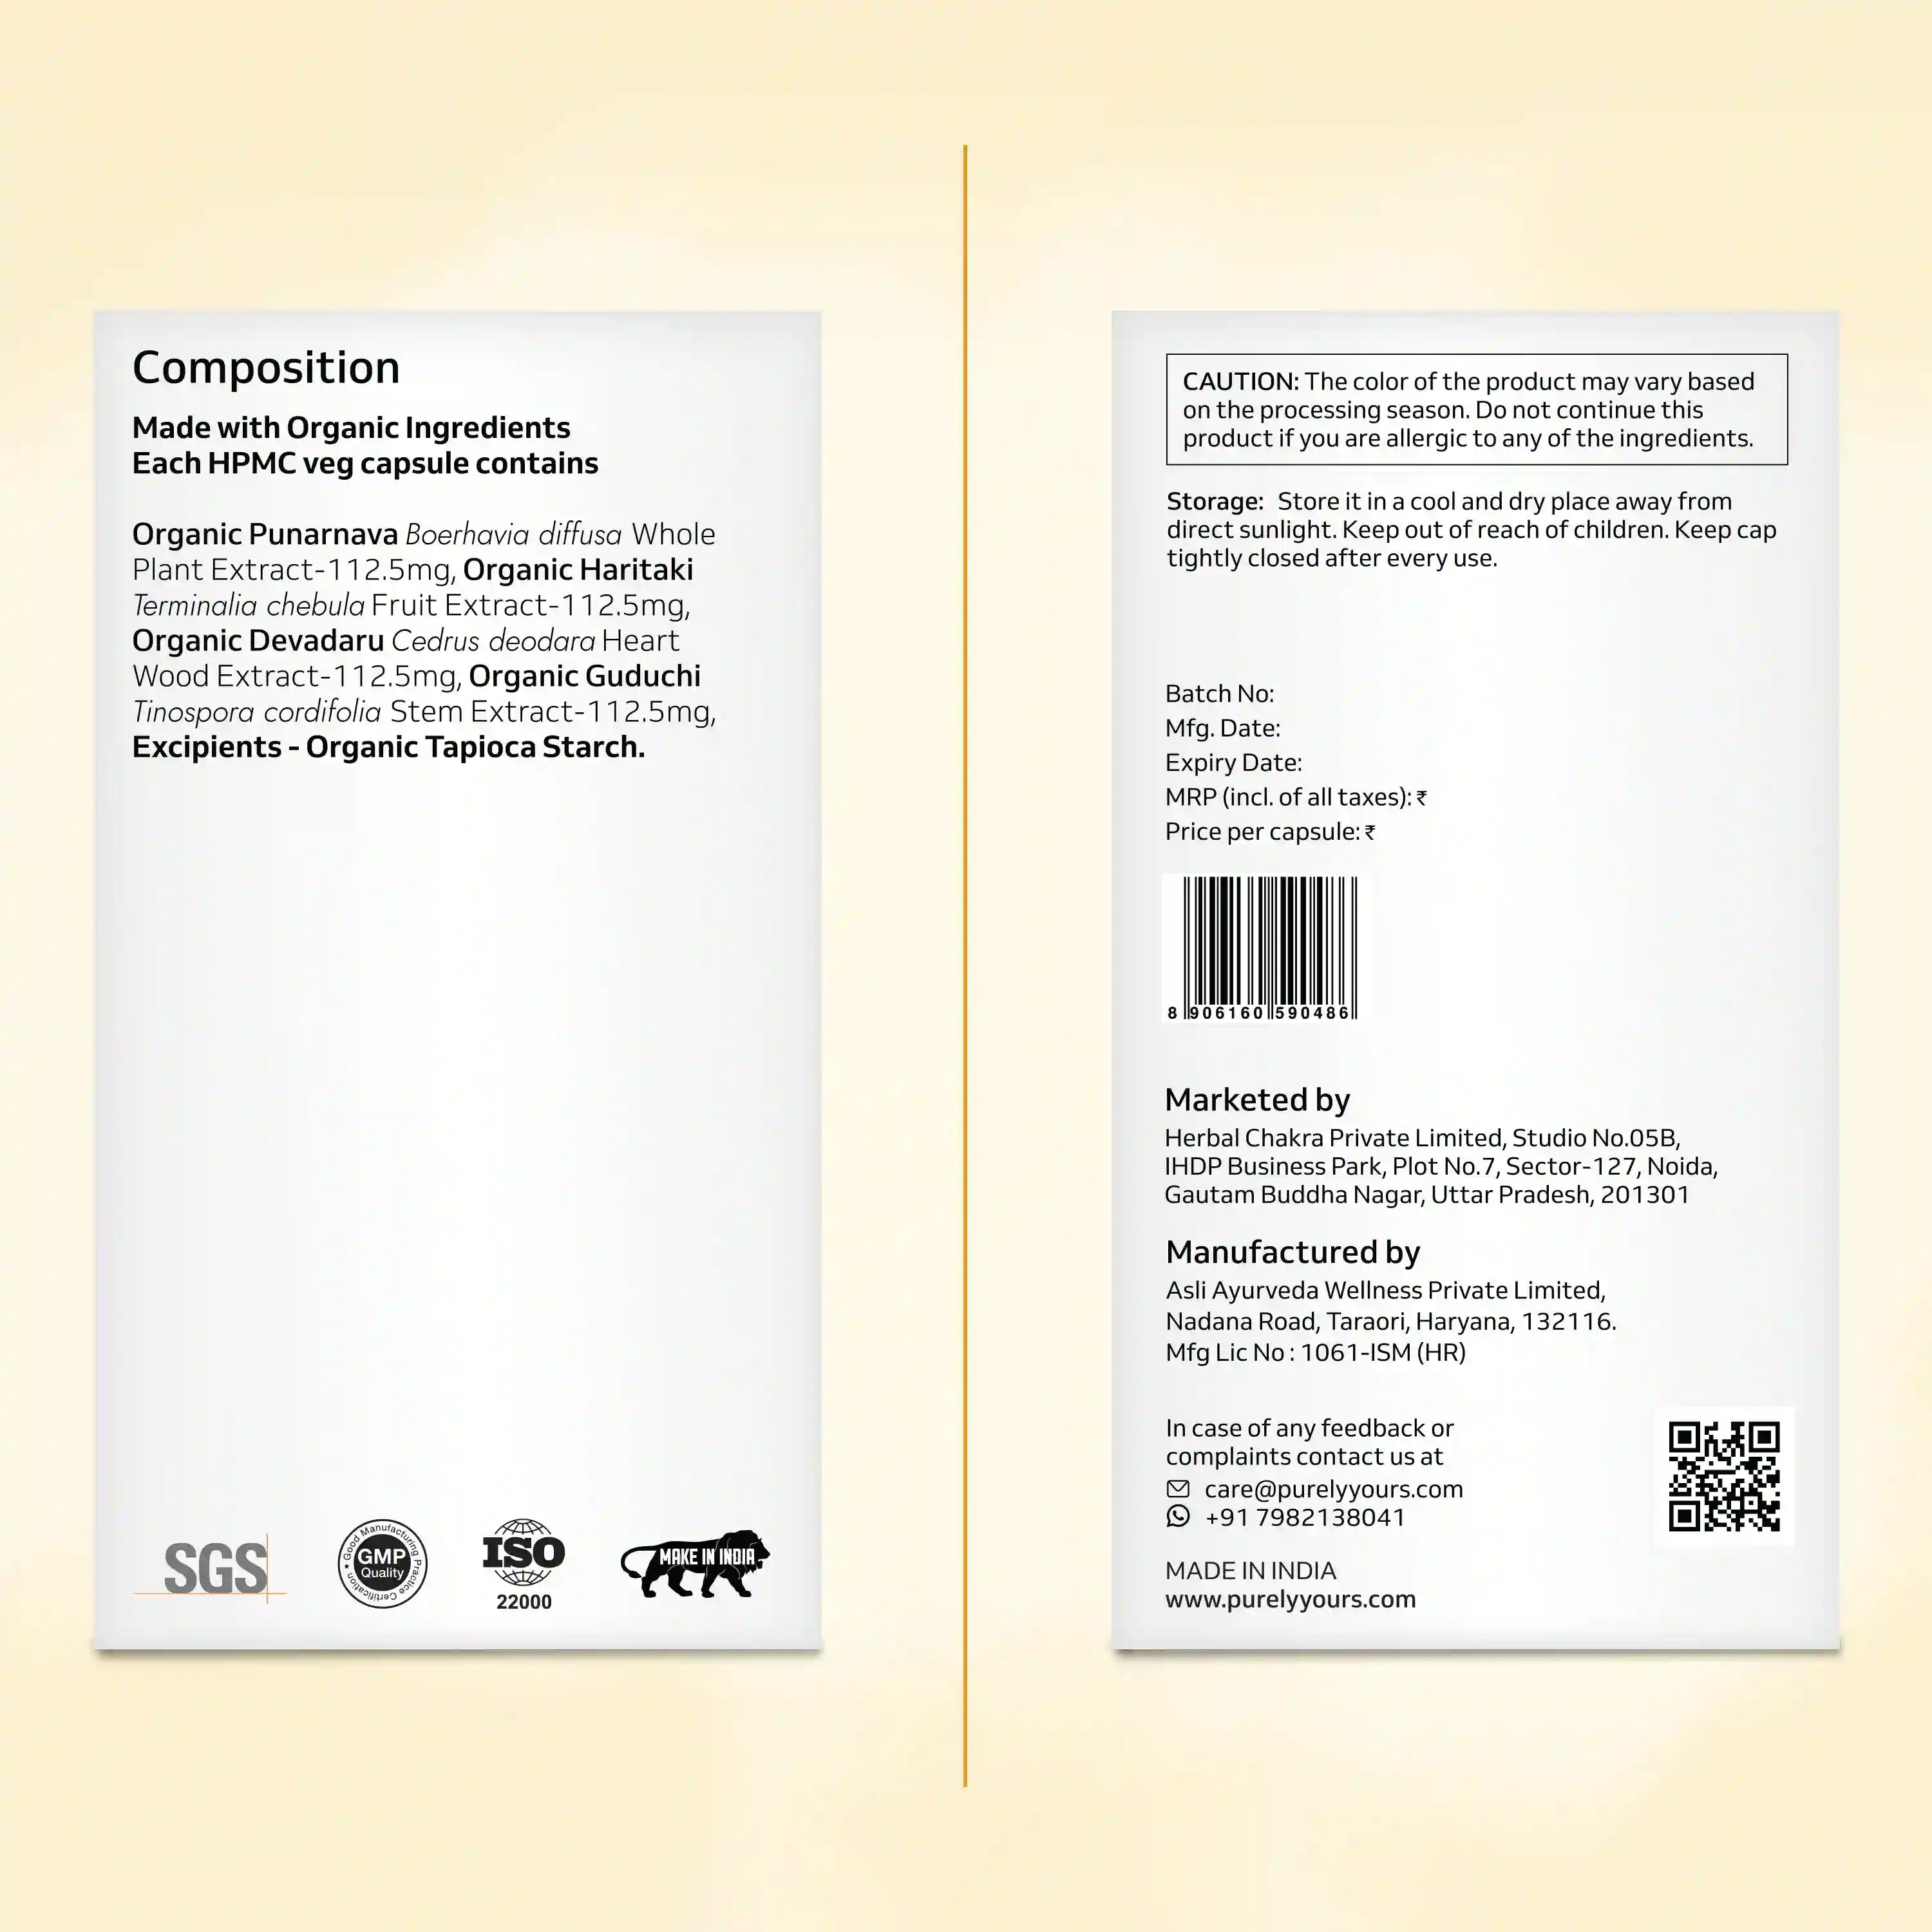 Composition
Made with Organic Ingredients
Each HPMC veg capsule contains
Organic Punarnava Boerhavia diffusa Whole
Plant Extract-112.5mg, Organic Haritaki
Terminalia chebula Fruit Extract-112.5mg,
Organic Devadaru Cedrus deodara Heart
Wood Extract-112.5mg, Organic Guduchi
Tinospora cordifolia Stem Extract-112.5mg,
Excipients - Organic Tapioca Starch.
SGS
Good Manufacturing Practice Certification
GMP
Quality
ISO
22000
MAKE IN INDIA
CAUTION: The color of the product may vary based
on the processing season. Do not continue this
product if you are allergic to any of the ingredients.
Storage: Store it in a cool and dry place away from
direct sunlight. Keep out of reach of children. Keep cap
tightly closed after every use.
Batch No:
Mfg. Date:
Expiry Date:
MRP (incl. of all taxes): ₹
Price per capsule: ₹
8 906160 590486
Marketed by
Herbal Chakra Private Limited, Studio No.05B,
IHDP Business Park, Plot No.7, Sector-127, Noida,
Gautam Buddha Nagar, Uttar Pradesh, 201301
Manufactured by
Asli Ayurveda Wellness Private Limited,
Nadana Road, Taraori, Haryana, 132116.
Mfg Lic No : 1061-ISM (HR)
In case of any feedback or
complaints contact us at
care@purelyyours.com
+91 7982138041
MADE IN INDIA
www.purelyyours.com